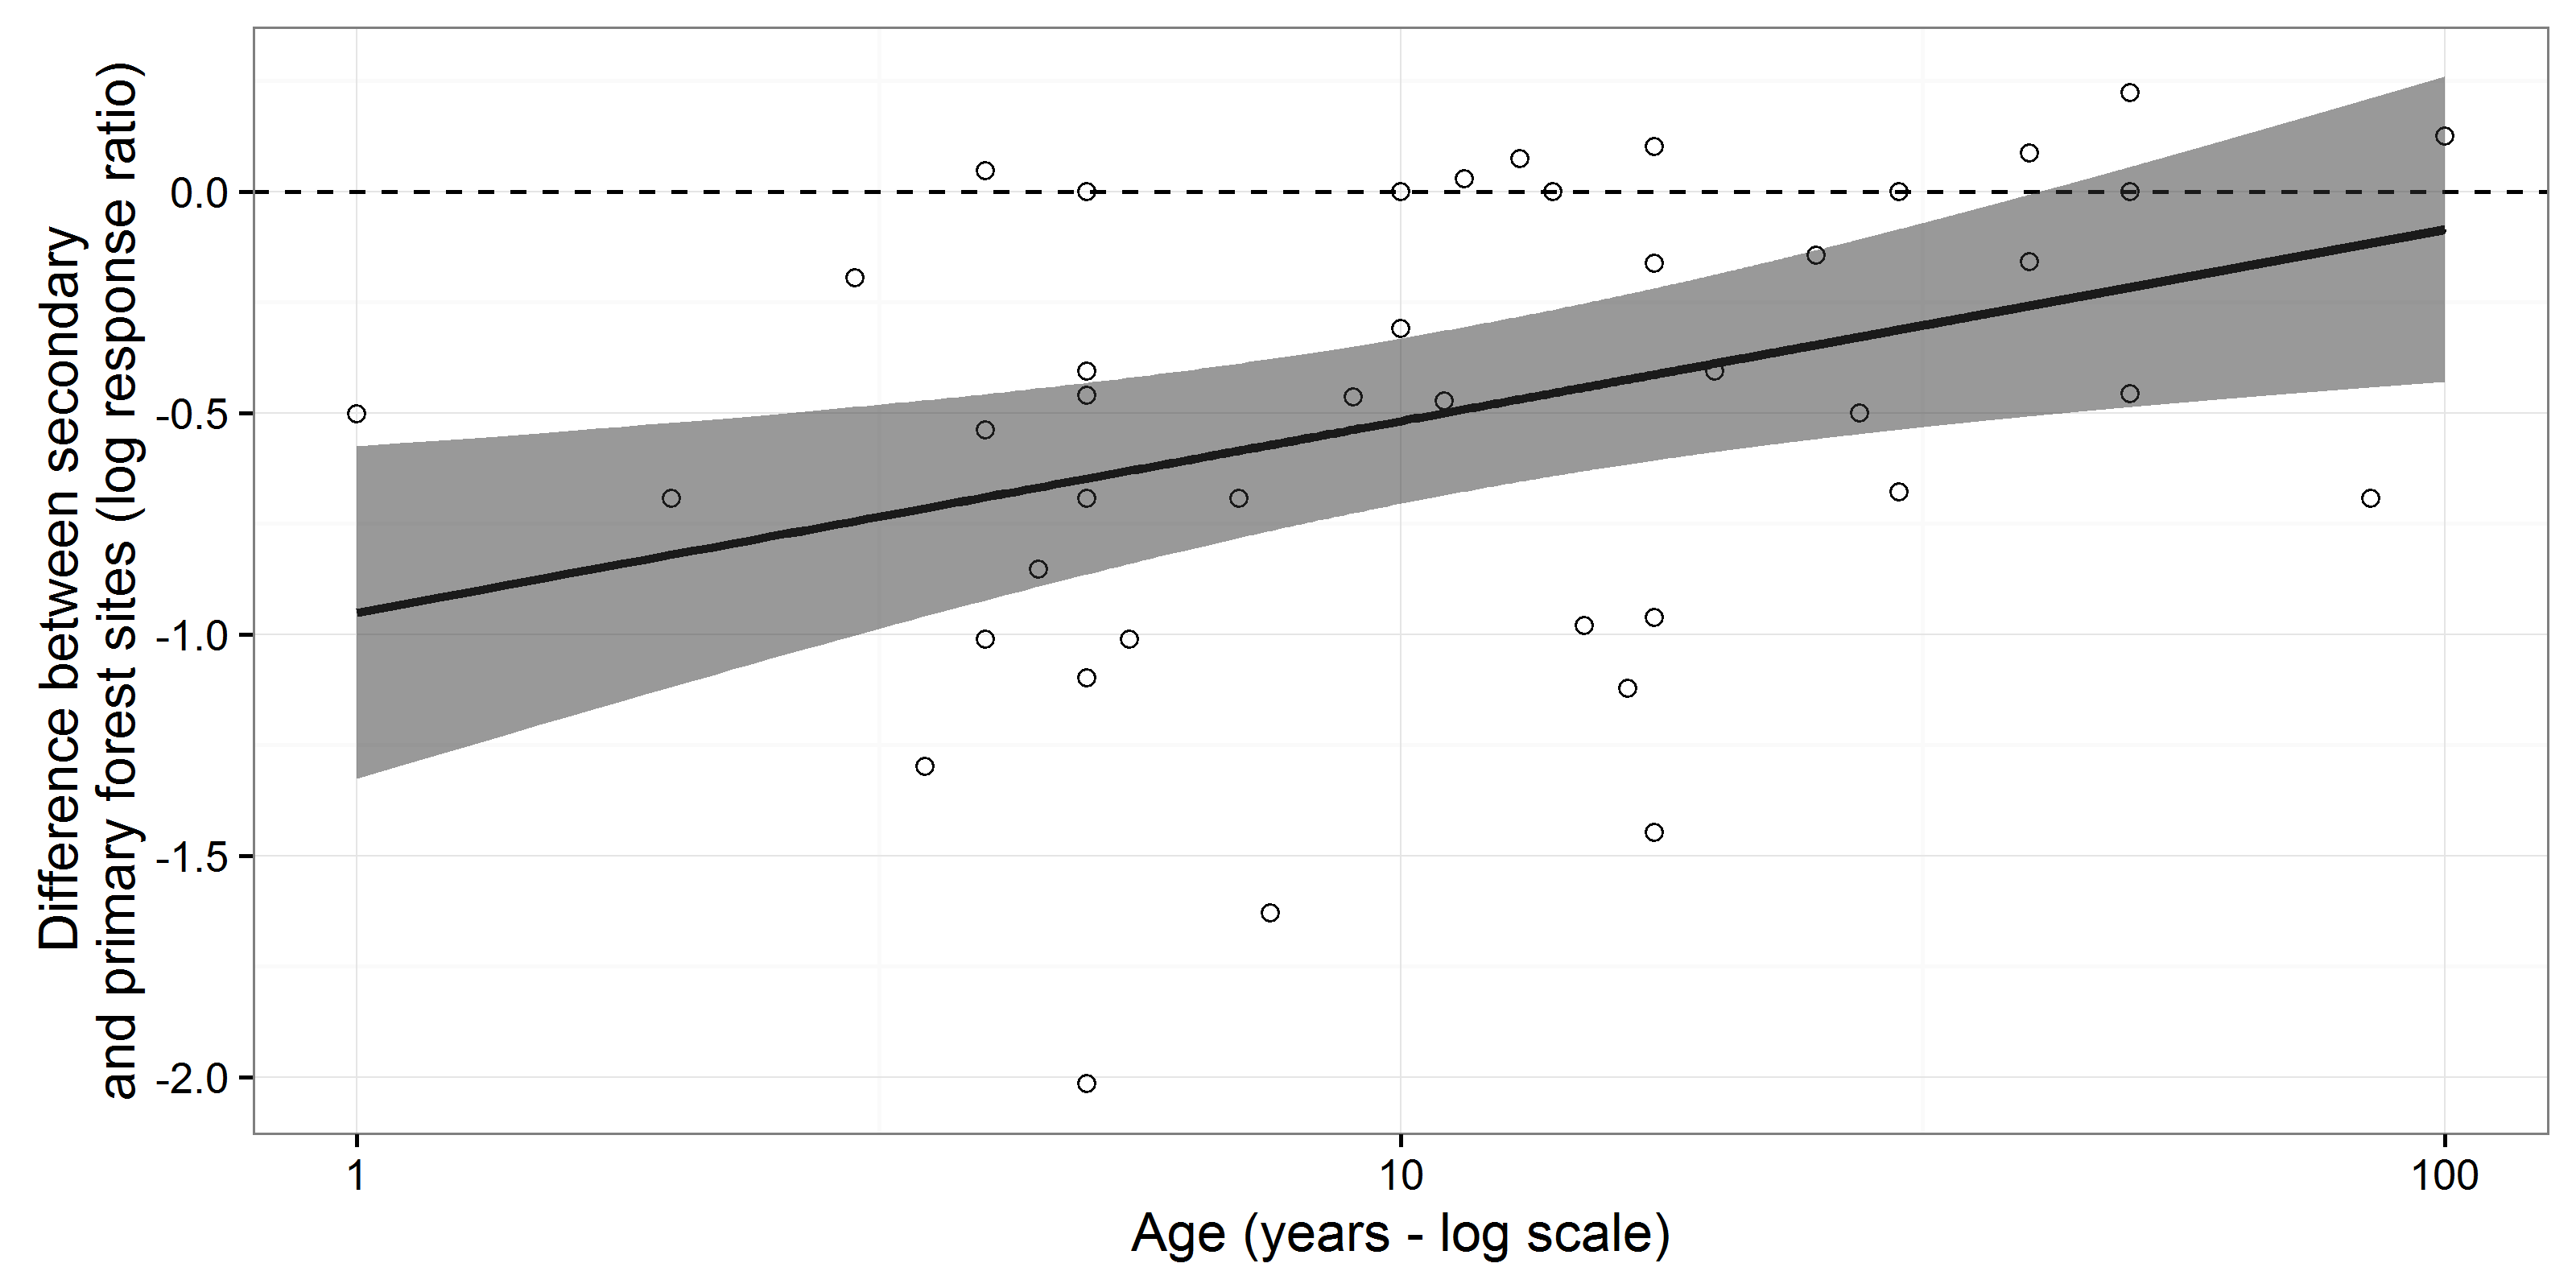 Difference between secondary
and primary forest sites (log response ratio)
0.0
-0.5
-1.0
-1.5
-2.0
1
10
100
Age (years - log scale)